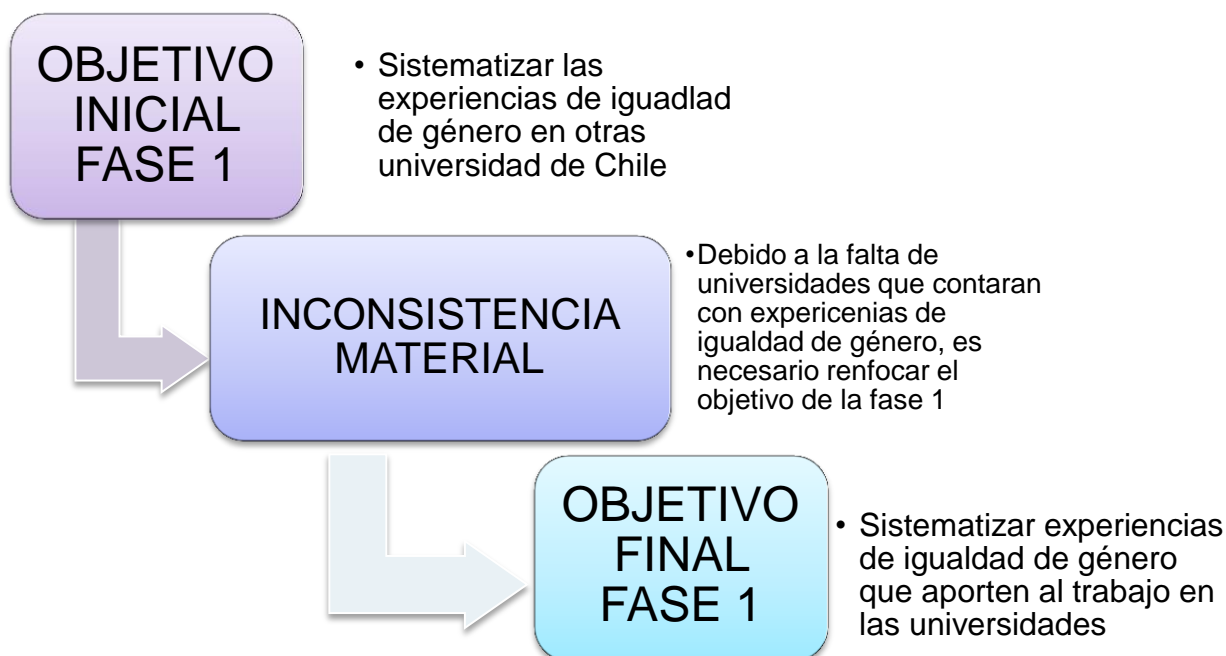 OBJETIVO
INICIAL
FASE 1
• Sistematizar las
experiencias de iguadlad
de género en otras
universidad de Chile
INCONSISTENCIA
MATERIAL
•Debido a la falta de
universidades que contaran
con expericenias de
igualdad de género, es
necesario renfocar el
objetivo de la fase 1
OBJETIVO
FINAL
FASE 1
• Sistematizar experiencias
de igualdad de género
que aporten al trabajo en
las universidades